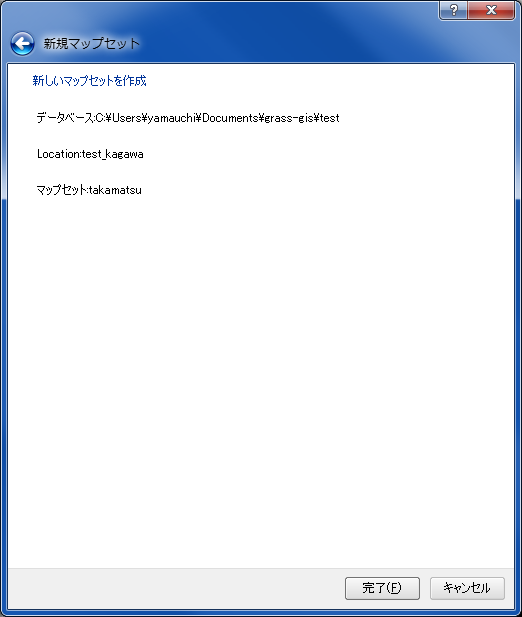 新規マップセット
新しいマップセットを作成
データベース:C:¥Users¥yamauchi¥Documents¥grass-gis¥test
Location:test_kagawa
マップセット:takamatsu
完了(F)
キャンセル